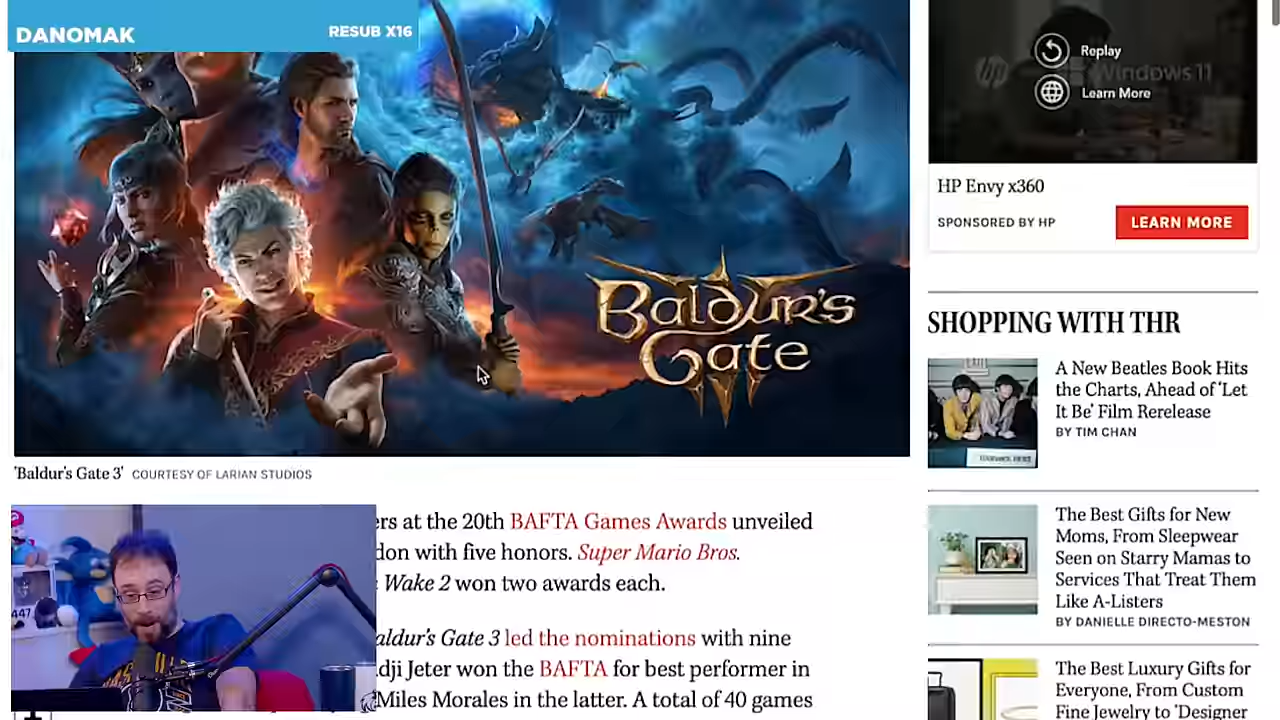 DANOMAK
RESUB X16
Baldur's
Gate
III
'Baldur's Gate 3' COURTESY OF LARIAN STUDIOS
ers at the 20th BAFTA Games Awards unveiled
don with five honors. Super Mario Bros.
Wake 2 won two awards each.
aldur's Gate 3 led the nominations with nine
dji Jeter won the BAFTA for best performer in
Miles Morales in the latter. A total of 40 games
447
hp
Windows 11
Replay
Learn More
HP Envy x360
SPONSORED BY HP
LEARN MORE
SHOPPING WITH THR
A New Beatles Book Hits
the Charts, Ahead of 'Let
It Be' Film Rerelease
BY TIM CHAN
The Best Gifts for New
Moms, From Sleepwear
Seen on Starry Mamas to
Services That Treat Them
Like A-Listers
BY DANIELLE DIRECTO-MESTON
The Best Luxury Gifts for
Everyone, From Custom
Fine Jewelry to 'Designer